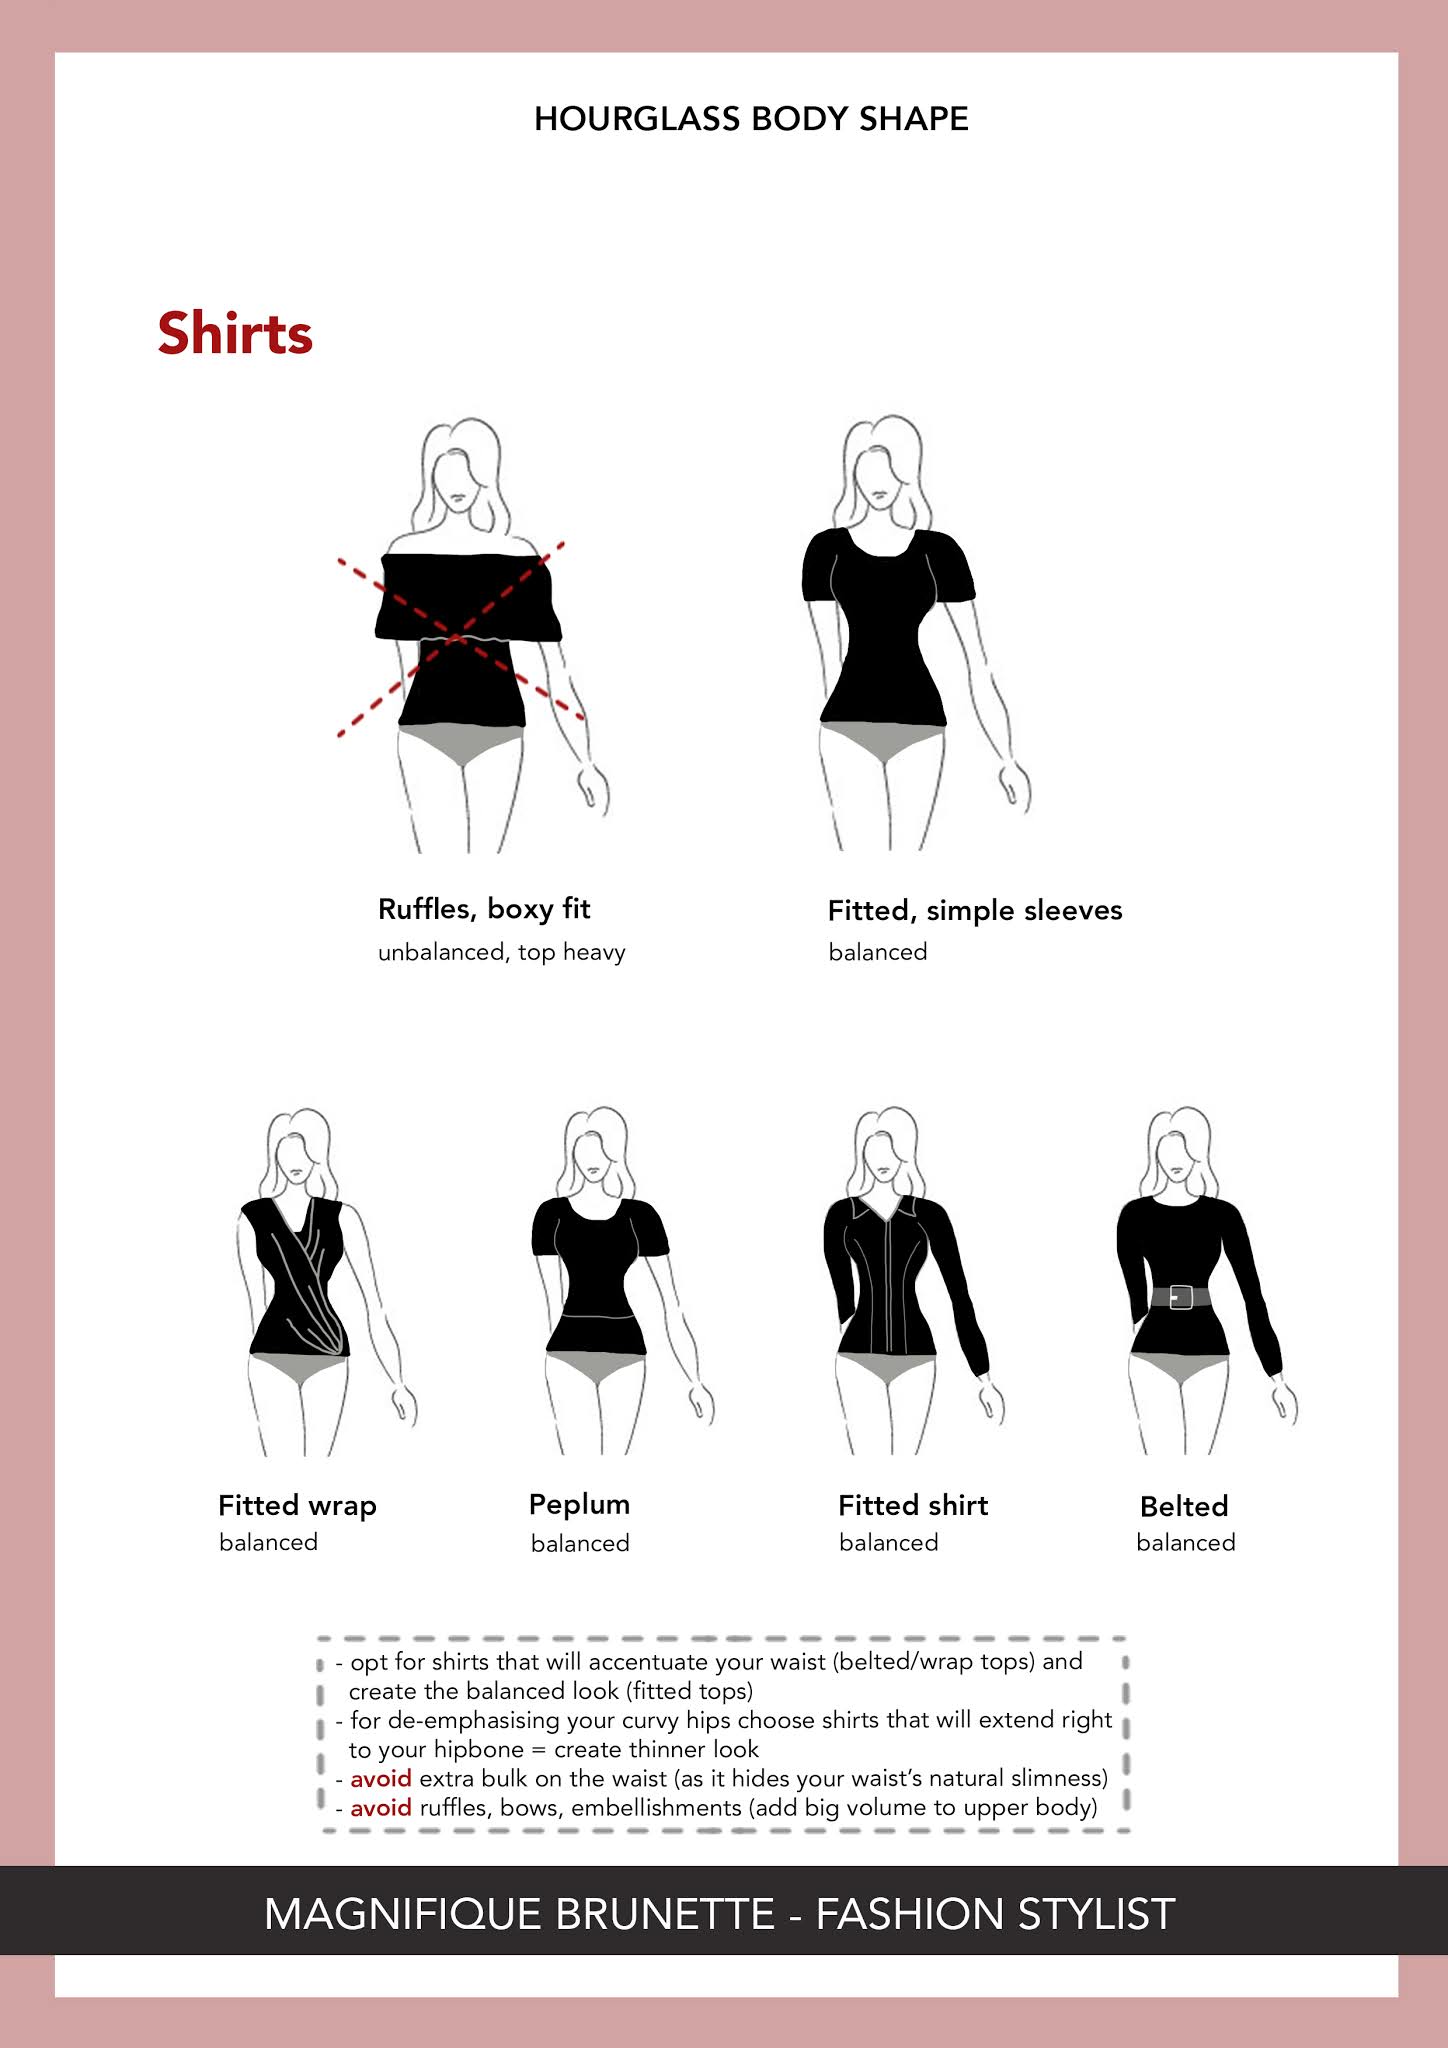 HOURGLASS BODY SHAPE
Shirts
Ruffles, boxy fit
unbalanced, top heavy
Fitted, simple sleeves
balanced
Fitted wrap
balanced
Peplum
balanced
Fitted shirt
balanced
Belted
balanced
- opt for shirts that will accentuate your waist (belted/wrap tops) and
create the balanced look (fitted tops)
- for de-emphasising your curvy hips choose shirts that will extend right
to your hipbone = create thinner look
- avoid extra bulk on the waist (as it hides your waist's natural slimness)
- avoid ruffles, bows, embellishments (add big volume to upper body)
MAGNIFIQUE BRUNETTE - FASHION STYLIST